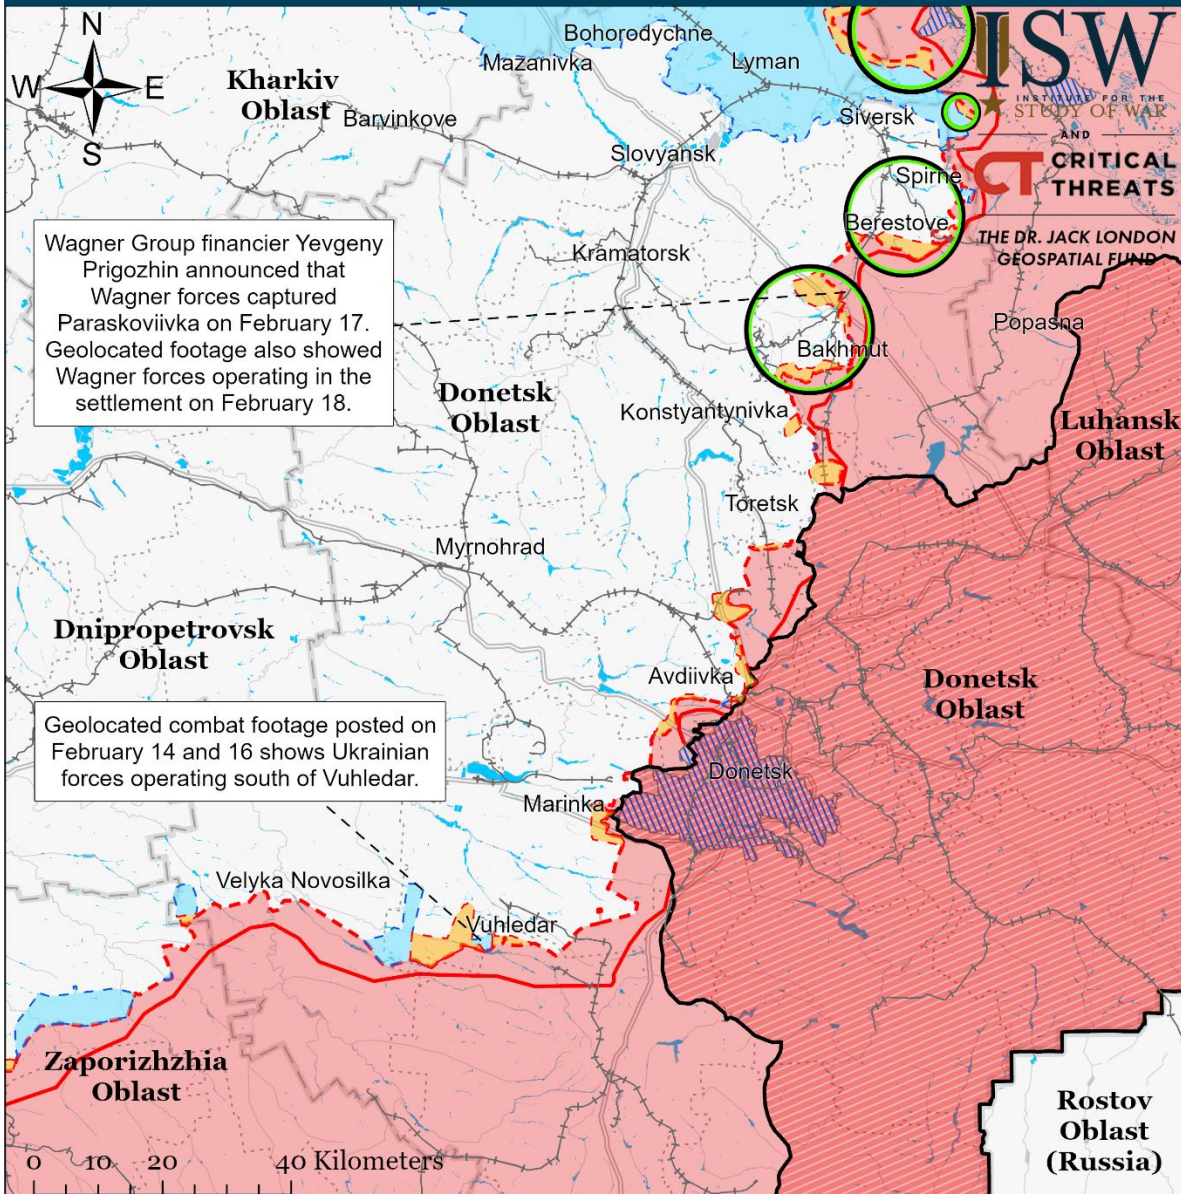 N
W E
S
Kharkiv
Oblast
Bohorodychne
Mazanivka
Lyman
Barvinkove
Slovyansk
Siversk
Spirne
Berestove
Kramatorsk
ISW
INSTITUTE FOR THE
STUDY OF WAR
AND
CT CRITICAL
THREATS
THE DR. JACK LONDON
GEOSPATIAL FUND
Wagner Group financier Yevgeny
Prigozhin announced that
Wagner forces captured
Paraskoviivka on February 17.
Geolocated footage also showed
Wagner forces operating in the
settlement on February 18.
Popasna
Bakhmut
Donetsk
Oblast
Konstyantynivka
Luhansk
Oblast
Toretsk
Myrnohrad
Dnipropetrovsk
Oblast
Avdiivka
Donetsk
Oblast
Geolocated combat footage posted on
February 14 and 16 shows Ukrainian
forces operating south of Vuhledar.
Donetsk
Marinka
Velyka Novosilka
Vuhledar
Zaporizhzhia
Oblast
Rostov
Oblast
(Russia)
0 10 20 40 Kilometers